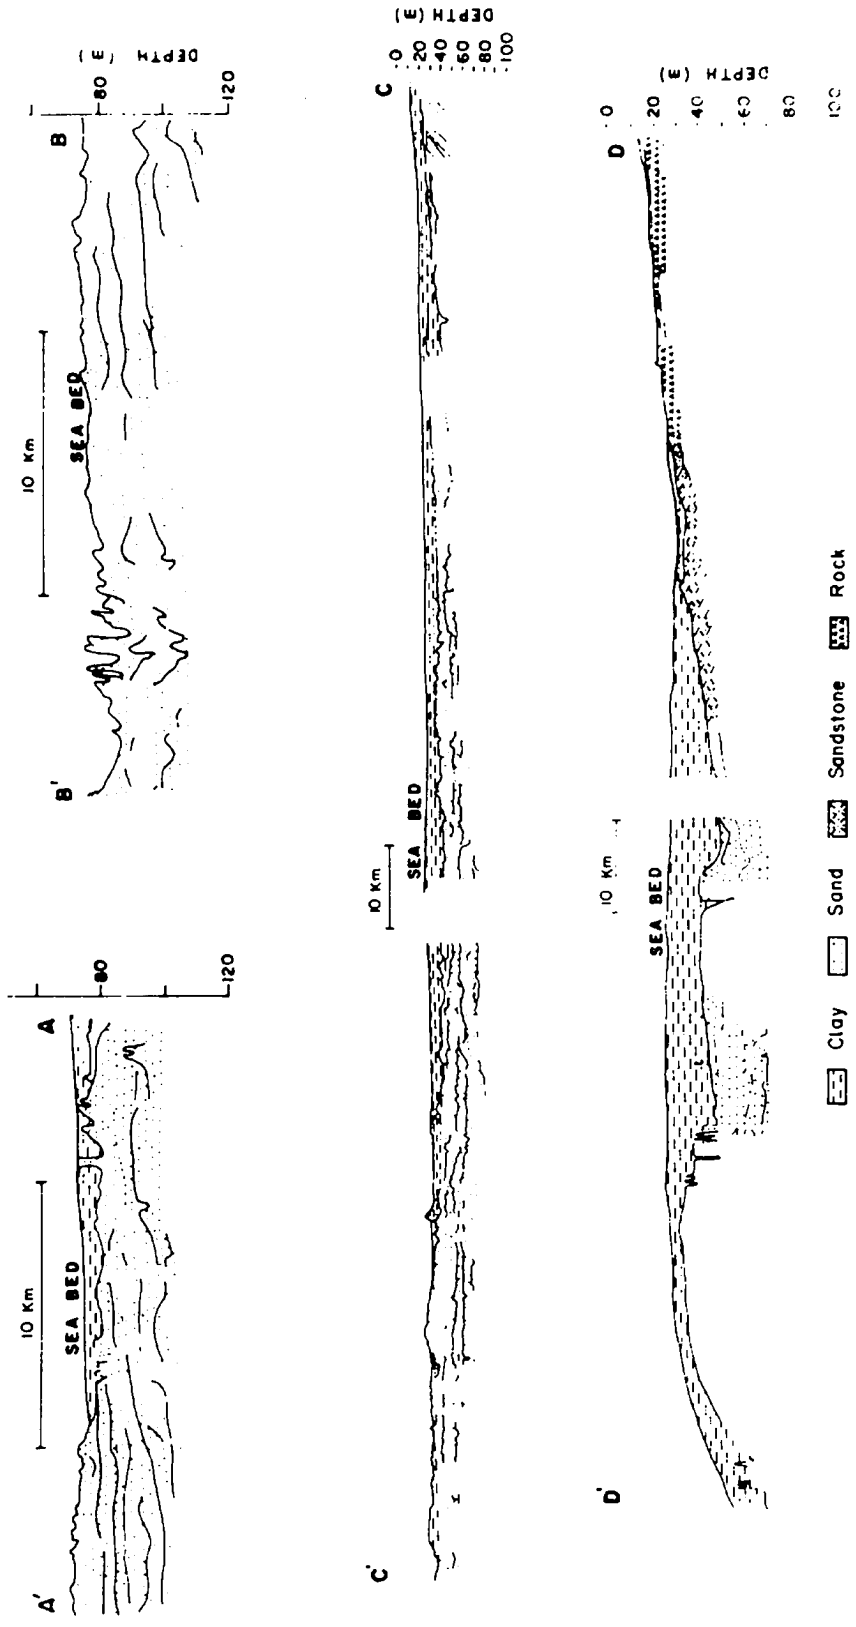 A'
A
SEA BED
10 Km
80
120
B'
B
SEA BED
10 Km
80
120
DEPTH (m)
C'
C
SEA BED
10 Km
0
20
40
60
80
100
DEPTH (m)
D'
D
SEA BED
10 Km
0
20
40
60
80
100
DEPTH (m)
Clay
Sand
Sandstone
Rock